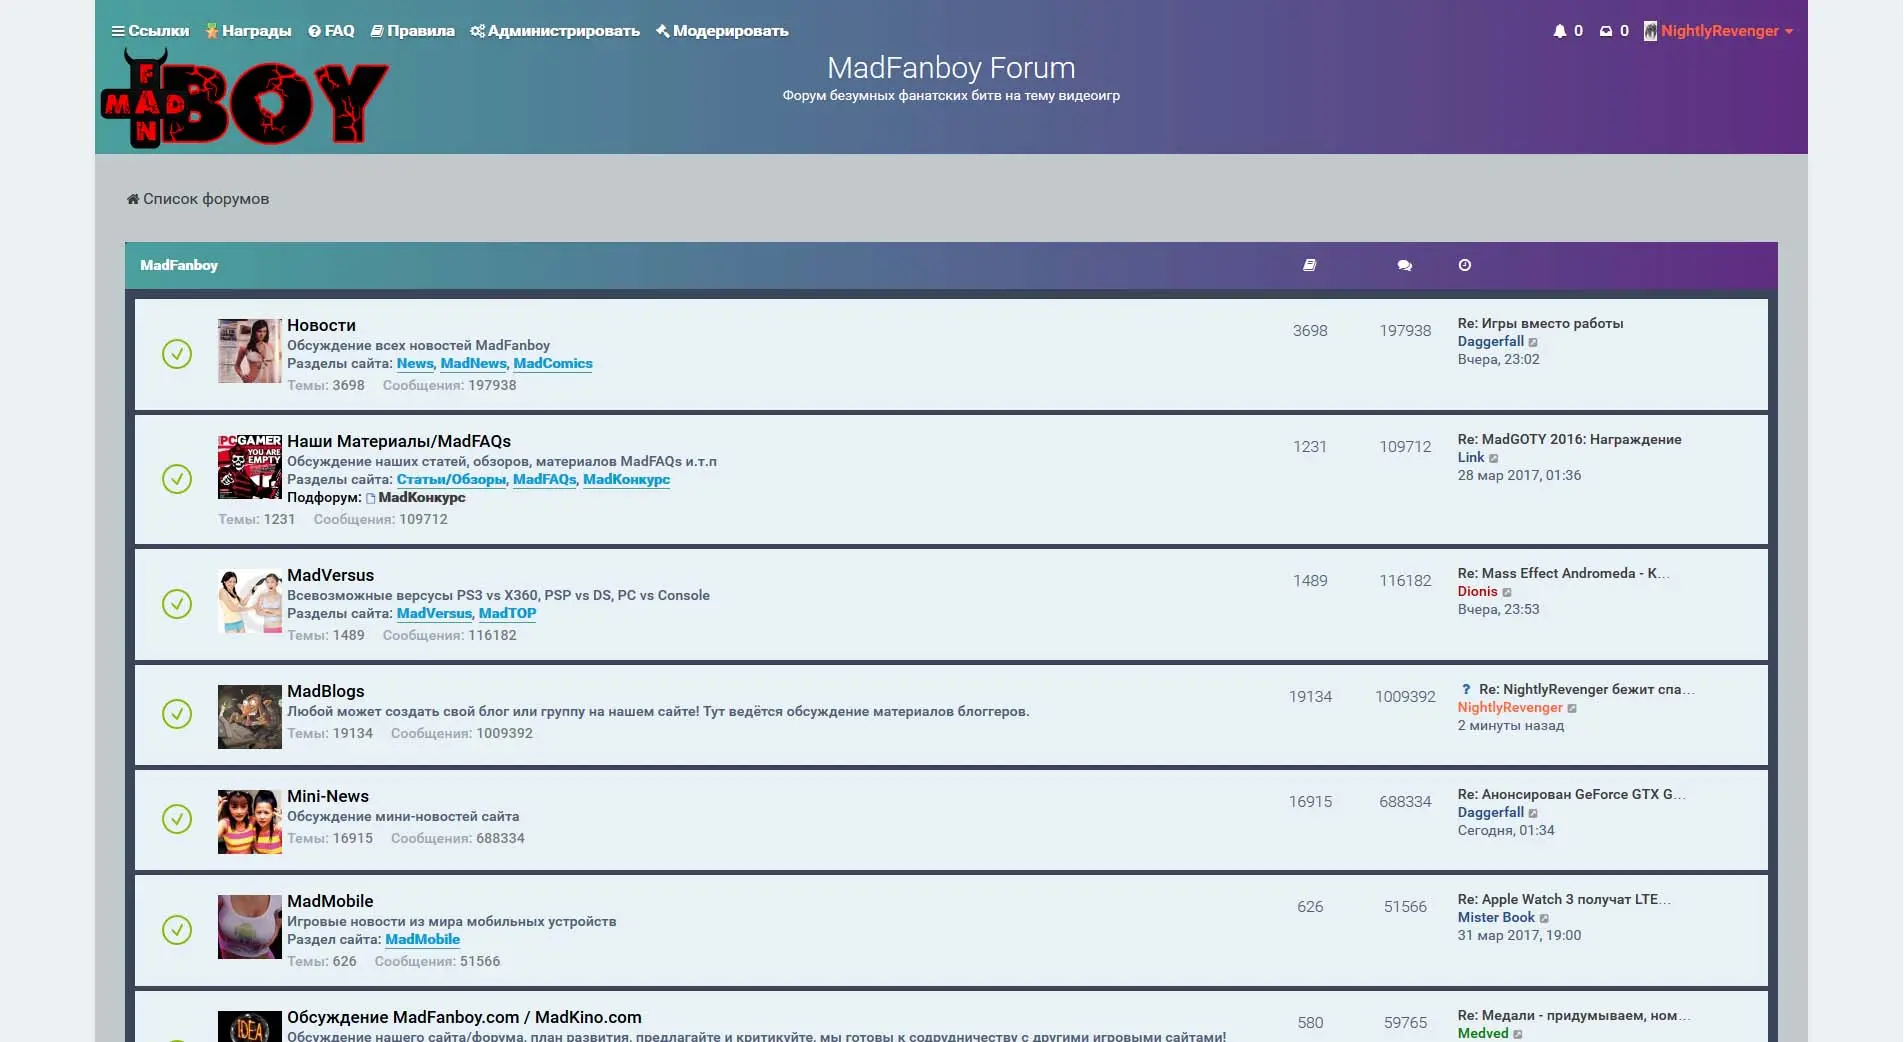 Ссылки Награды FAQ Правила Администрировать Модерировать 0 0 NightlyRevenger
MAD FAN BOY
MadFanboy Forum
Форум безумных фанатских битв на тему видеоигр
Список форумов
MadFanboy
Новости
Обсуждение всех новостей MadFanboy
Разделы сайта: News, MadNews, MadComics
Темы: 3698 Сообщения: 197938
3698 197938
Re: Игры вместо работы
Daggerfall
Вчера, 23:02
PC GAMER
YOU ARE
EMPTY
Наши Материалы/MadFAQs
Обсуждение наших статей, обзоров, материалов MadFAQs и.т.п
Разделы сайта: Статьи/Обзоры, MadFAQs, MadКонкурс
Подфорум: MadКонкурс
Темы: 1231 Сообщения: 109712
1231 109712
Re: MadGOTY 2016: Награждение
Link
28 мар 2017, 01:36
MadVersus
Всевозможные версусы PS3 vs X360, PSP vs DS, PC vs Console
Разделы сайта: MadVersus, MadTOP
Темы: 1489 Сообщения: 116182
1489 116182
Re: Mass Effect Andromeda - К…
Dionis
Вчера, 23:53
MadBlogs
Любой может создать свой блог или группу на нашем сайте! Тут ведётся обсуждение материалов блоггеров.
Темы: 19134 Сообщения: 1009392
19134 1009392
? Re: NightlyRevenger бежит спа…
NightlyRevenger
2 минуты назад
Mini-News
Обсуждение мини-новостей сайта
Темы: 16915 Сообщения: 688334
16915 688334
Re: Анонсирован GeForce GTX G…
Daggerfall
Сегодня, 01:34
MadMobile
Игровые новости из мира мобильных устройств
Раздел сайта: MadMobile
Темы: 626 Сообщения: 51566
626 51566
Re: Apple Watch 3 получат LTE…
Mister Book
31 мар 2017, 19:00
IDEA
Обсуждение MadFanboy.com / MadKino.com
Обсуждение нашего сайта/форума, план развития, предлагайте и критикуйте, мы готовы к содрудничеству с другими игровыми сайтами!
580 59765
Re: Медали - придумываем, ном…
Medved